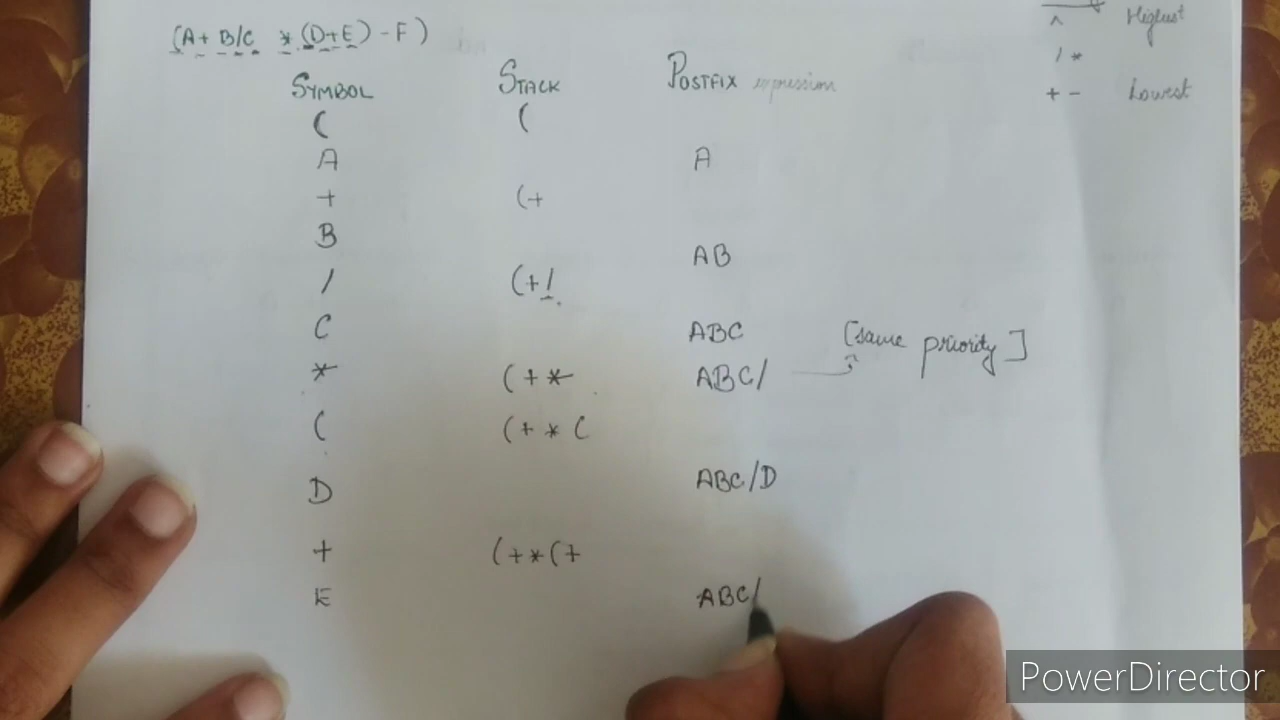 (A+ B/C * (D+E) - F)
^ Highest
/ *
+ - Lowest
SYMBOL STACK POSTFIX expression
( (
A A
+ (+
B AB
/ (+/
C ABC
* (+* ABC/ [same priority]
( (+*(
D ABC/D
+ (+*(+
E ABC/
PowerDirector